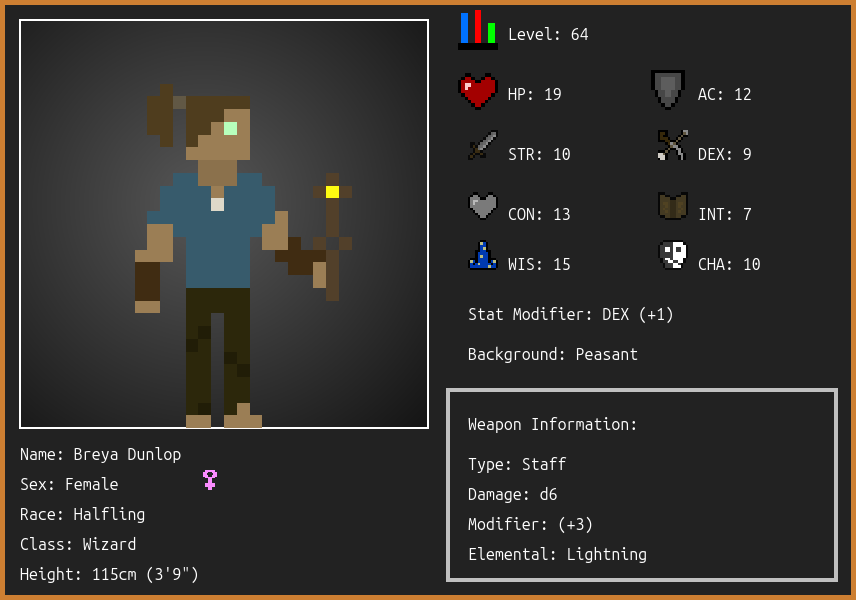 Level: 64
HP: 19
AC: 12
STR: 10
DEX: 9
CON: 13
INT: 7
WIS: 15
CHA: 10
Stat Modifier: DEX (+1)
Background: Peasant
Weapon Information:
Type: Staff
Damage: d6
Modifier: (+3)
Elemental: Lightning
Name: Breya Dunlop
Sex: Female
Race: Halfling
Class: Wizard
Height: 115cm (3'9")